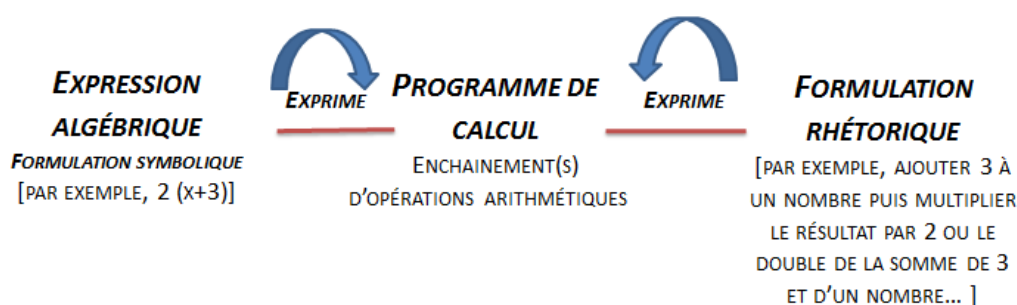 EXPRESSION
ALGÉBRIQUE
FORMULATION SYMBOLIQUE
[PAR EXEMPLE, 2 (X+3)]
EXPRIME
PROGRAMME DE
CALCUL
ENCHAINEMENT(S)
D'OPÉRATIONS ARITHMÉTIQUES
EXPRIME
FORMULATION
RHÉTORIQUE
[PAR EXEMPLE, AJOUTER 3 À
UN NOMBRE PUIS MULTIPLIER
LE RÉSULTAT PAR 2 OU LE
DOUBLE DE LA SOMME DE 3
ET D'UN NOMBRE... ]